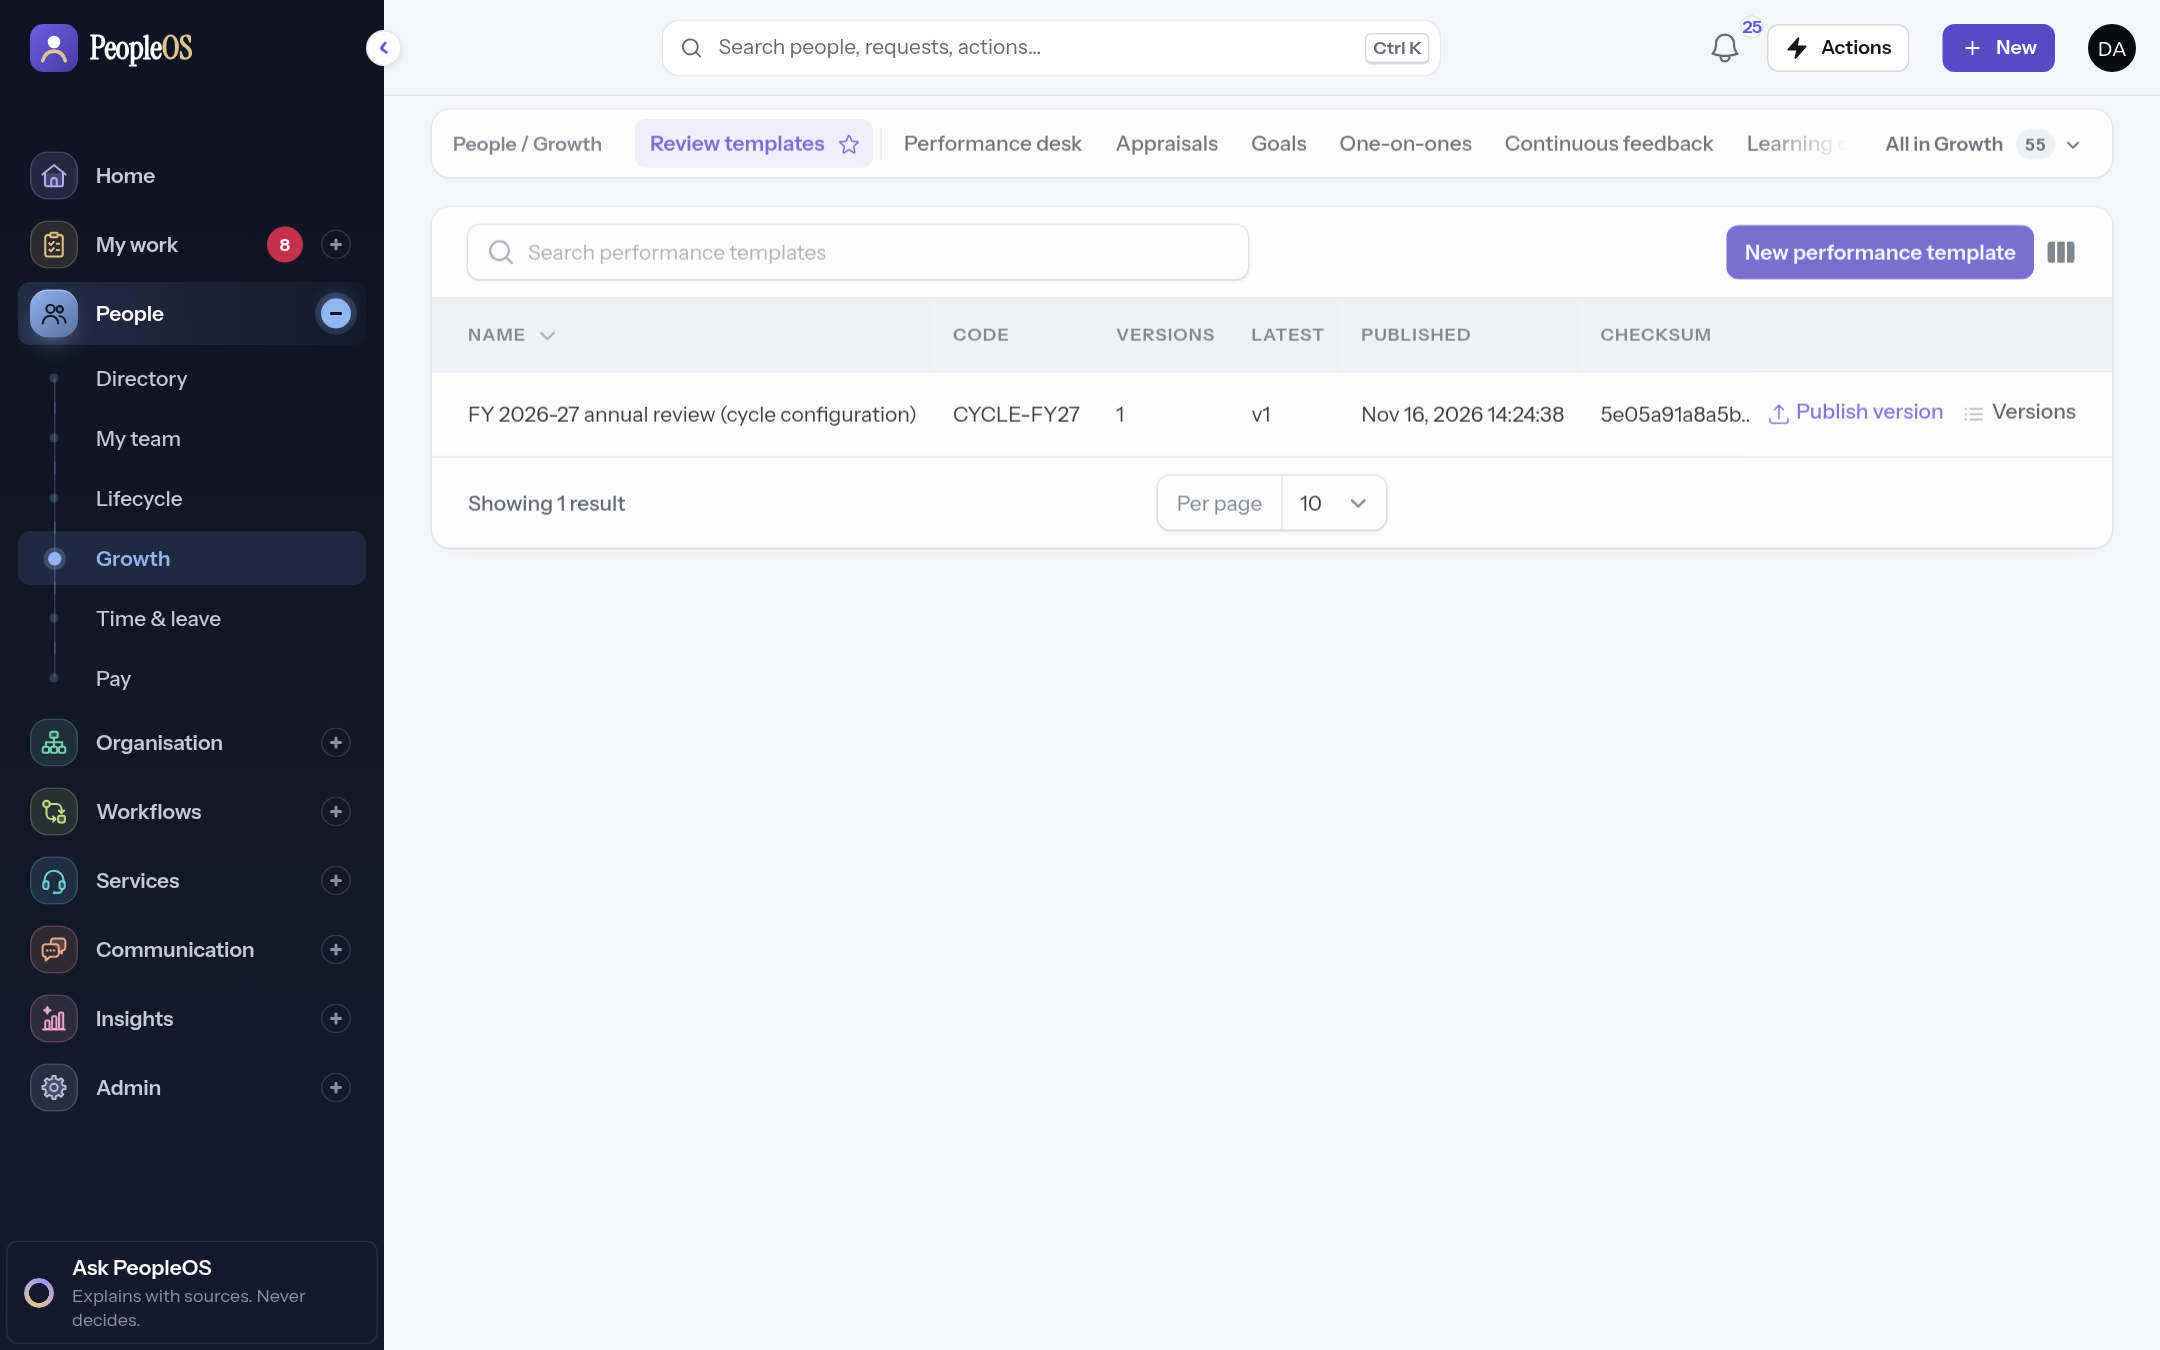 PeopleOS
Search people, requests, actions...
Ctrl K
25
Actions
New
DA
Home
My work
8
People
Directory
My team
Lifecycle
Growth
Time & leave
Pay
Organisation
Workflows
Services
Communication
Insights
Admin
Ask PeopleOS
Explains with sources. Never
decides.
People / Growth
Review templates
Performance desk
Appraisals
Goals
One-on-ones
Continuous feedback
Learning
All in Growth
55
Search performance templates
New performance template
NAME
CODE
VERSIONS
LATEST
PUBLISHED
CHECKSUM
FY 2026-27 annual review (cycle configuration)
CYCLE-FY27
1
v1
Nov 16, 2026 14:24:38
5e05a91a8a5b..
Publish version
Versions
Showing 1 result
Per page
10